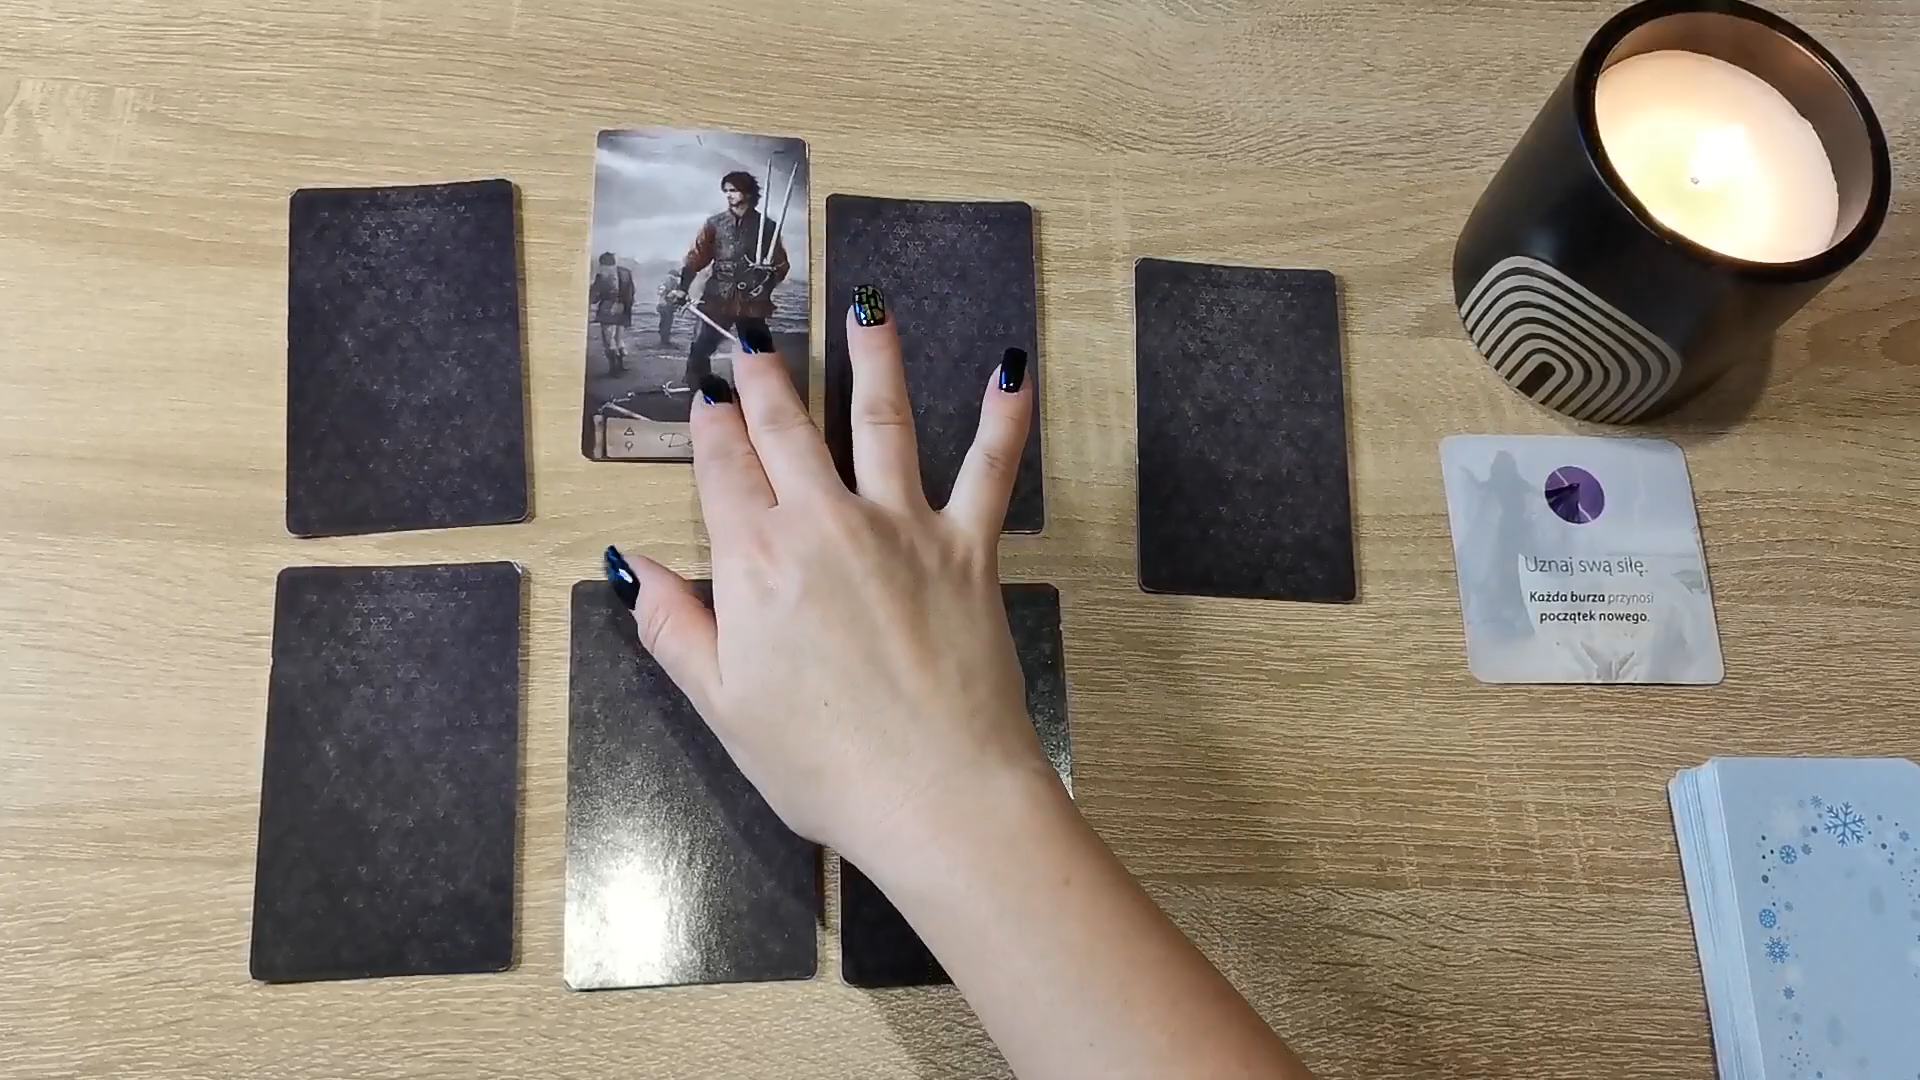 Uznaj swą siłę.
Każda burza przynosi
początek nowego.